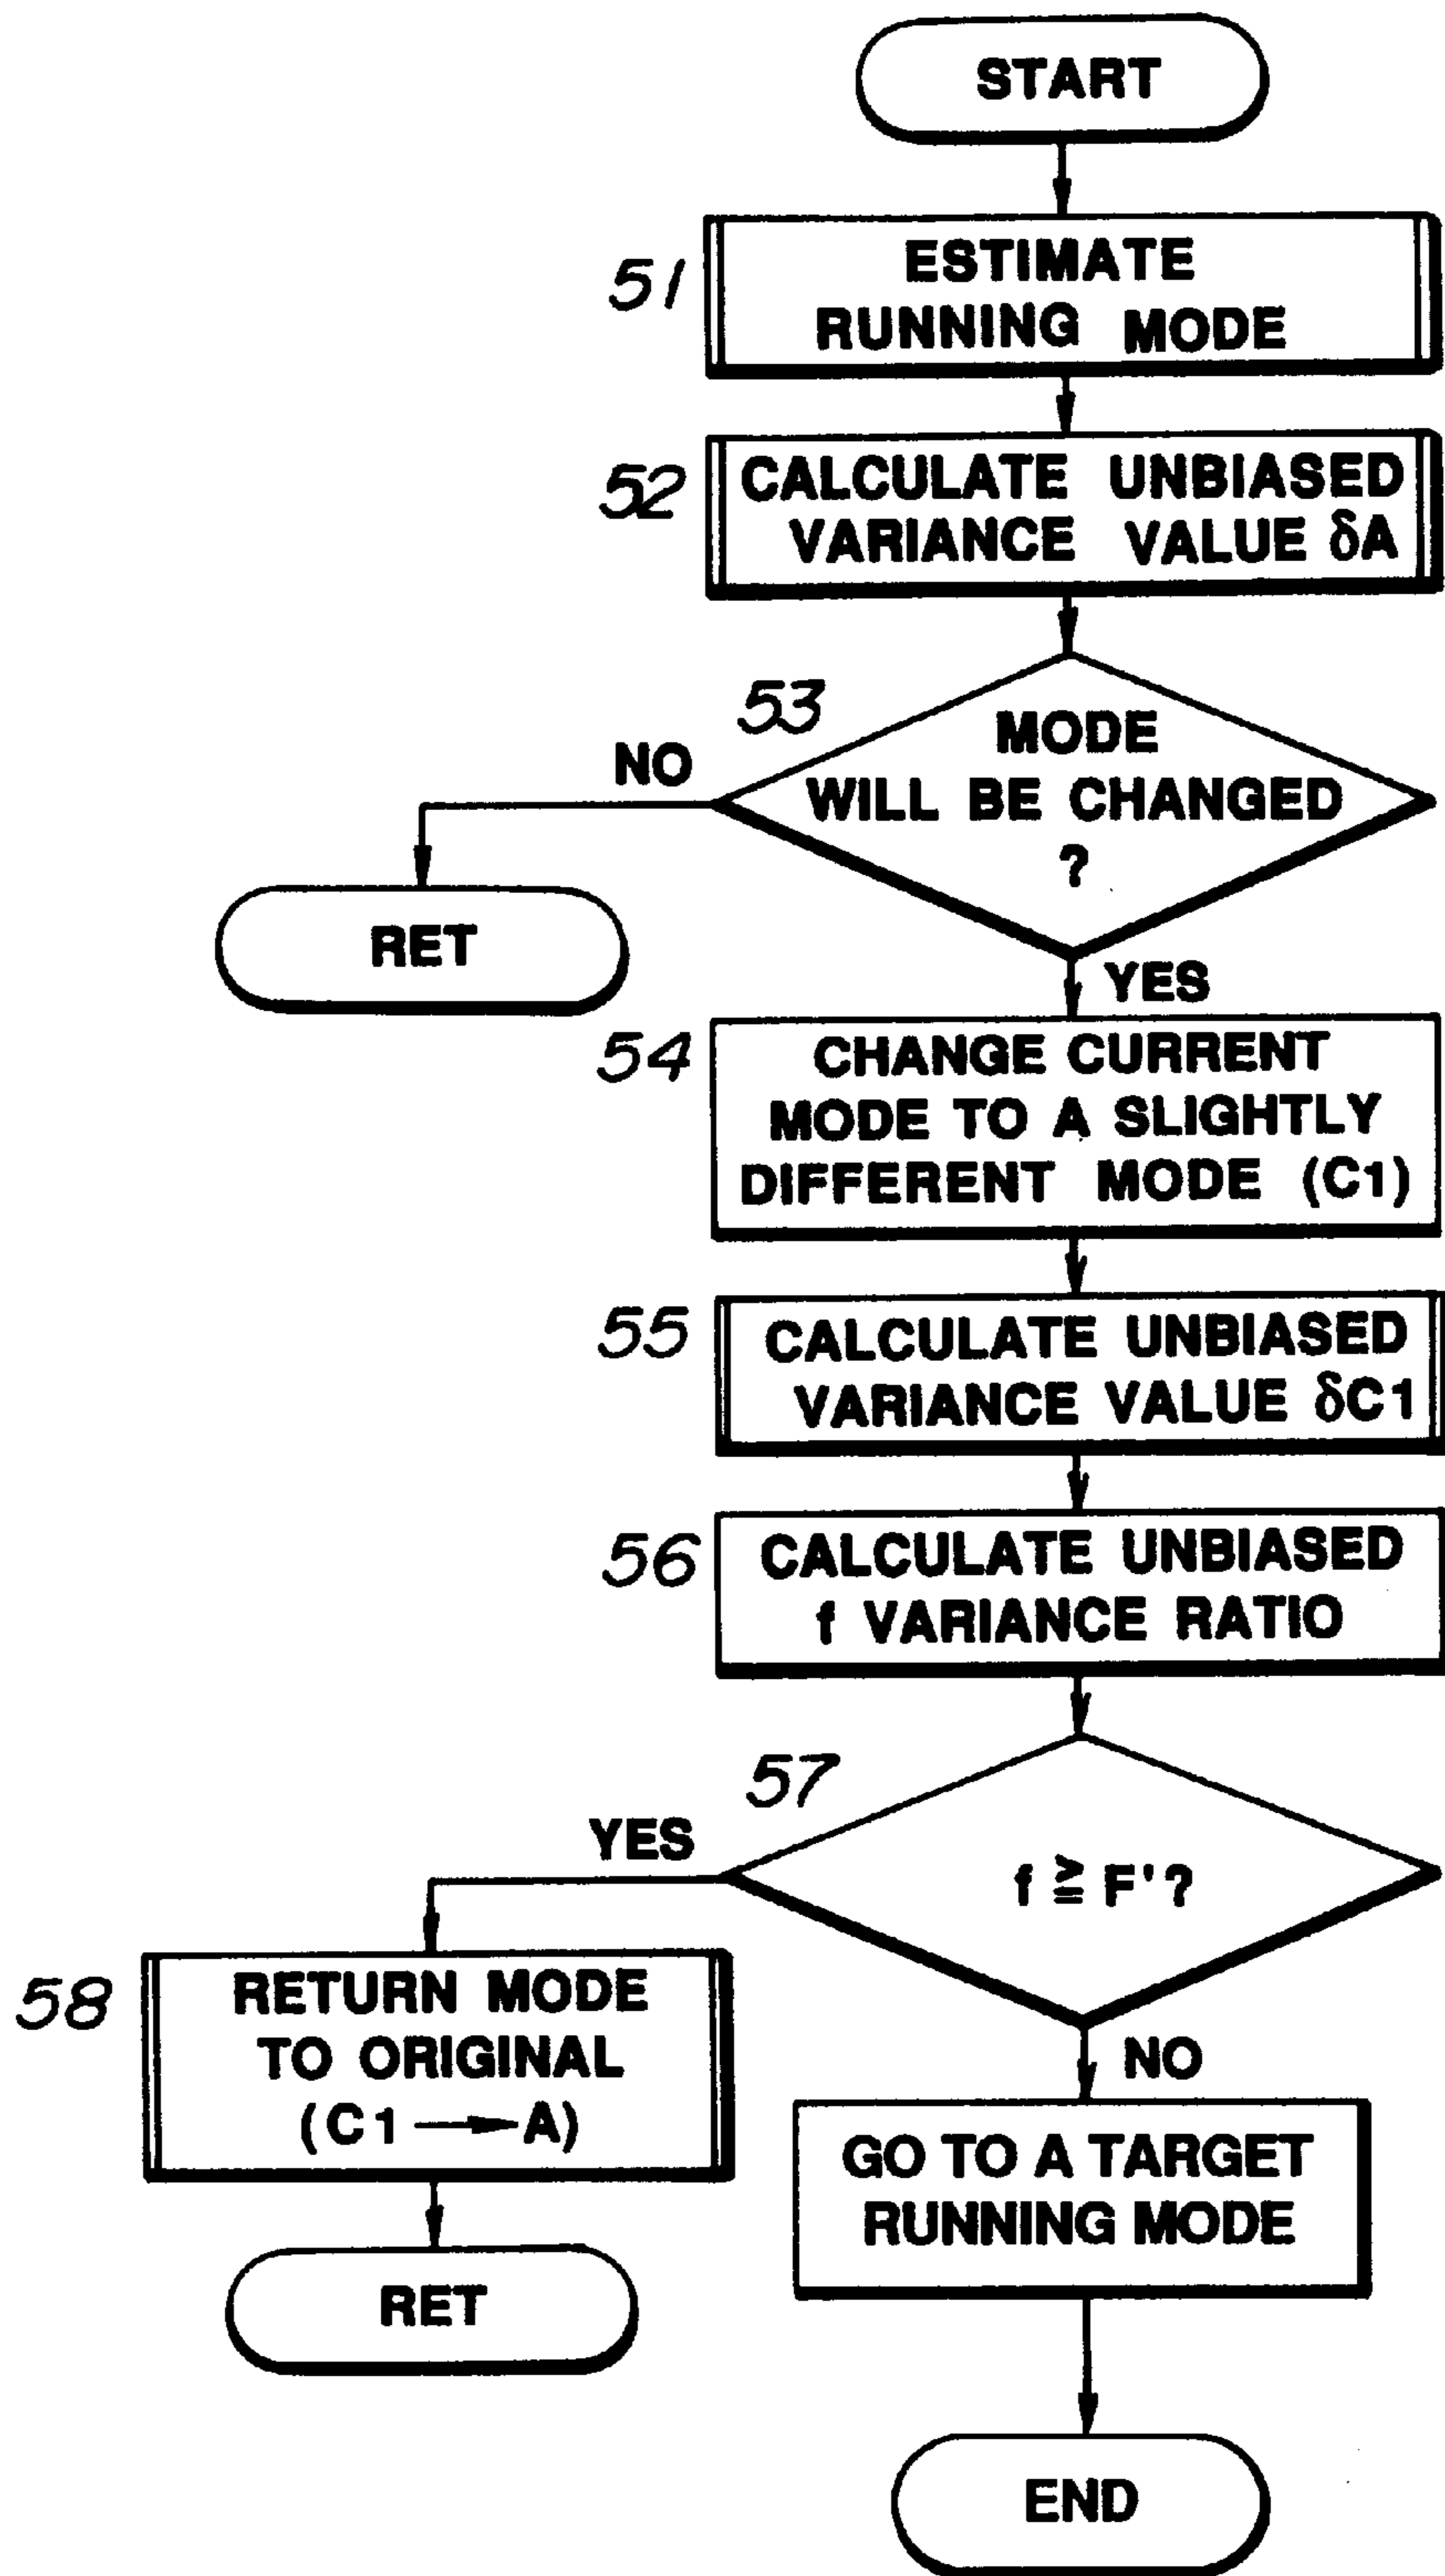 START
51
ESTIMATE
RUNNING MODE
52
CALCULATE UNBIASED
VARIANCE VALUE δA
53
MODE
WILL BE CHANGED
?
NO
RET
YES
54
CHANGE CURRENT
MODE TO A SLIGHTLY
DIFFERENT MODE (C1)
55
CALCULATE UNBIASED
VARIANCE VALUE δC1
56
CALCULATE UNBIASED
f VARIANCE RATIO
57
f ≧ F'?
YES
58
RETURN MODE
TO ORIGINAL
(C1 → A)
RET
NO
GO TO A TARGET
RUNNING MODE
END